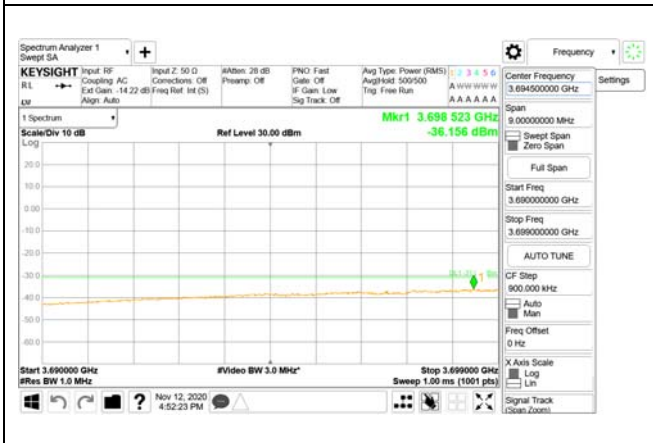 Spectrum Analyzer 1
Swept SA
KEYSIGHT
RL
Input: RF
Coupling: AC
Ext Gain: -14.22 dB
Align: Auto
Input Z: 50 Ω
Corrections: Off
Freq Ref: Int (S)
#Atten: 28 dB
Preamp: Off
PNO: Fast
Gate: Off
IF Gain: Low
Sig Track: Off
Avg Type: Power (RMS)
Avg|Hold: 500/500
Trig: Free Run
1 2 3 4 5 6
A W W W W W
A A A A A A
1 Spectrum
Scale/Div 10 dB
Log
Ref Level 30.00 dBm
Mkr1 3.698 523 GHz
-36.156 dBm
20.0
10.0
0.00
-10.0
-20.0
-30.0
-40.0
-50.0
-60.0
1
Start 3.690000 GHz
#Res BW 1.0 MHz
#Video BW 3.0 MHz*
Stop 3.699000 GHz
Sweep 1.00 ms (1001 pts)
Nov 12, 2020
4:52:23 PM
Frequency
Settings
Center Frequency
3.694500000 GHz
Span
9.00000000 MHz
Swept Span
Zero Span
Full Span
Start Freq
3.690000000 GHz
Stop Freq
3.699000000 GHz
AUTO TUNE
CF Step
900.000 kHz
Auto
Man
Freq Offset
0 Hz
X Axis Scale
Log
Lin
Signal Track
(Span Zoom)